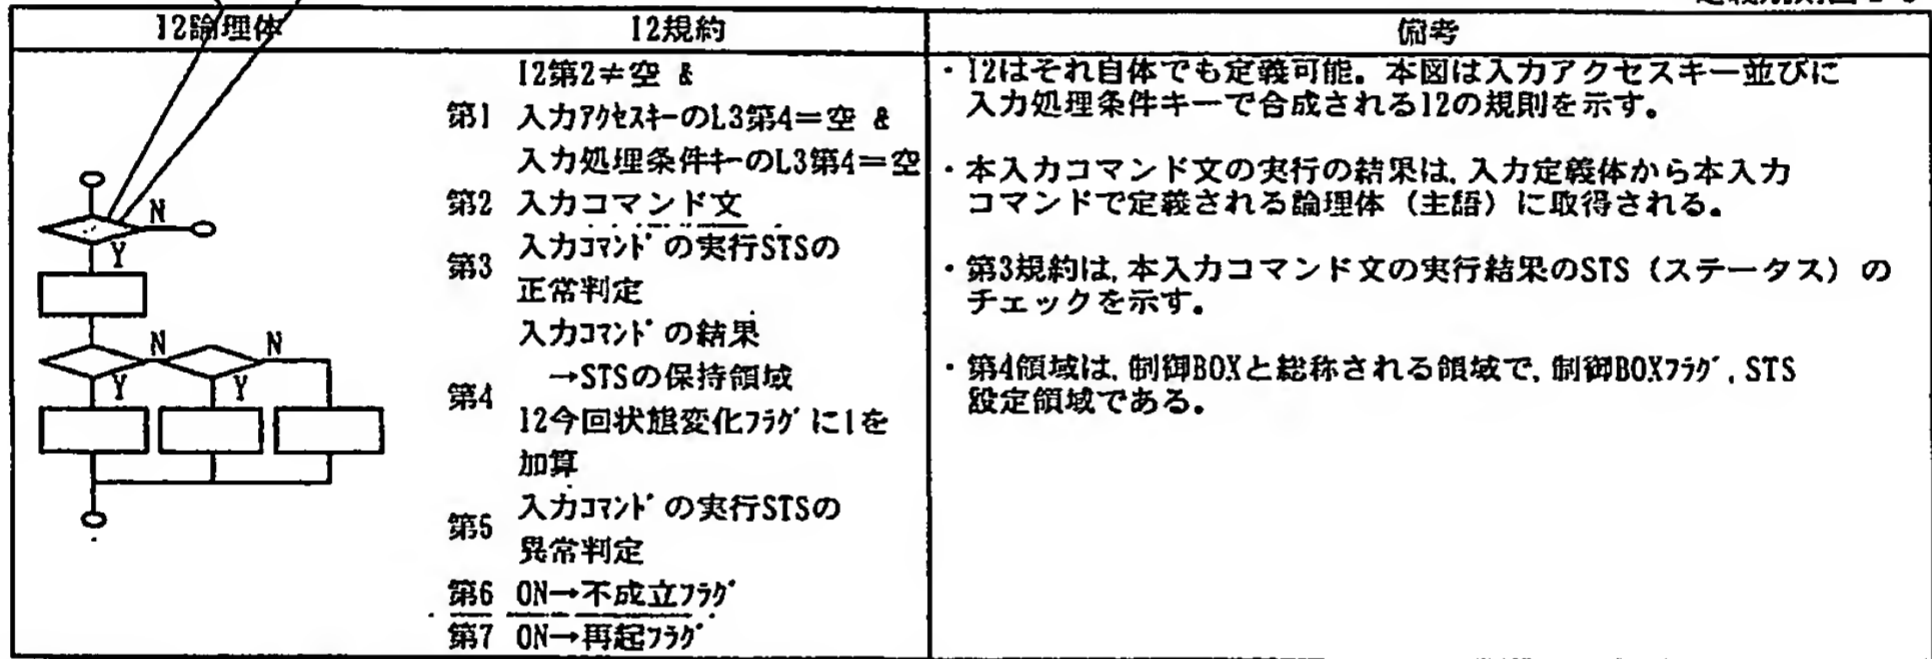 12論理体
12規約
備考
12第2≠空 &
第1 入力ｱｸｾｽｷｰのL3第4＝空 &
入力処理条件ｷｰのL3第4＝空
第2 入力コマンド文
第3 入力ｺﾏﾝﾄﾞの実行STSの
正常判定
入力ｺﾏﾝﾄﾞの結果
→STSの保持領域
第4
12今回状態変化ﾌﾗｸﾞに1を
加算
第5 入力ｺﾏﾝﾄﾞの実行STSの
異常判定
第6 ON→不成立ﾌﾗｸﾞ
第7 ON→再起ﾌﾗｸﾞ
・12はそれ自体でも定義可能。本図は入力アクセスキー並びに
入力処理条件キーで合成される12の規則を示す。
・本入力コマンド文の実行の結果は、入力定義体から本入力
コマンドで定義される論理体（主語）に取得される。
・第3規約は、本入力コマンド文の実行結果のSTS（ステータス）の
チェックを示す。
・第4領域は、制御BOXと総称される領域で、制御BOXﾌﾗｸﾞ、STS
設定領域である。
N
Y
N
N
Y
Y